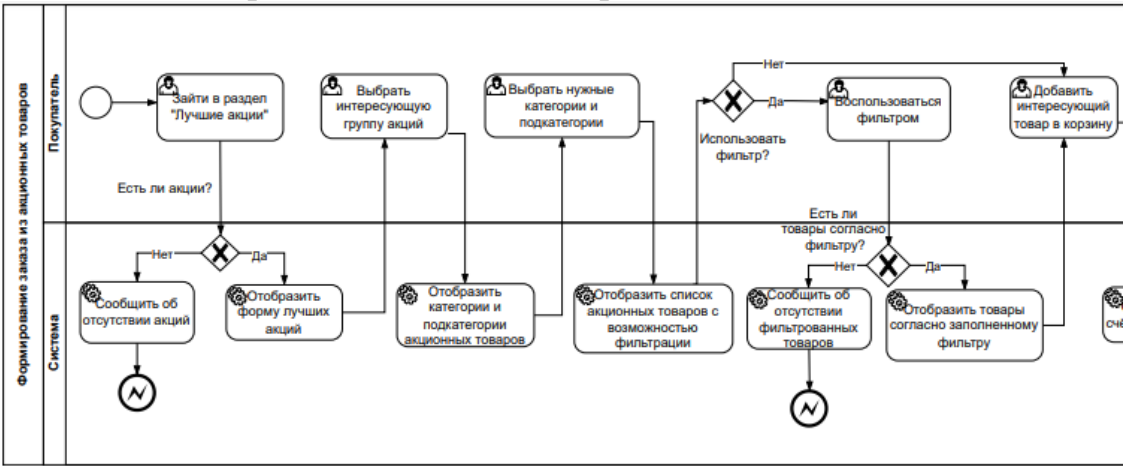 Формирование заказа из акционных товаров
Покупатель
Зайти в раздел
"Лучшие акции"
Выбрать
интересующую
группу акций
Выбрать нужные
категории и
подкатегории
Нет
Да
Использовать
фильтр?
Воспользоваться
фильтром
Добавить
интересующий
товар в корзину
Есть ли акции?
Есть ли
товары согласно
фильтру?
Система
Нет
Да
Сообщить об
отсутствии акций
Отобразить
форму лучших
акций
Отобразить
категории и
подкатегории
акционных товаров
Отобразить список
акционных товаров с
возможностью
фильтрации
Нет
Да
Сообщить об
отсутствии
фильтрованных
товаров
Отобразить товары
согласно заполненному
фильтру